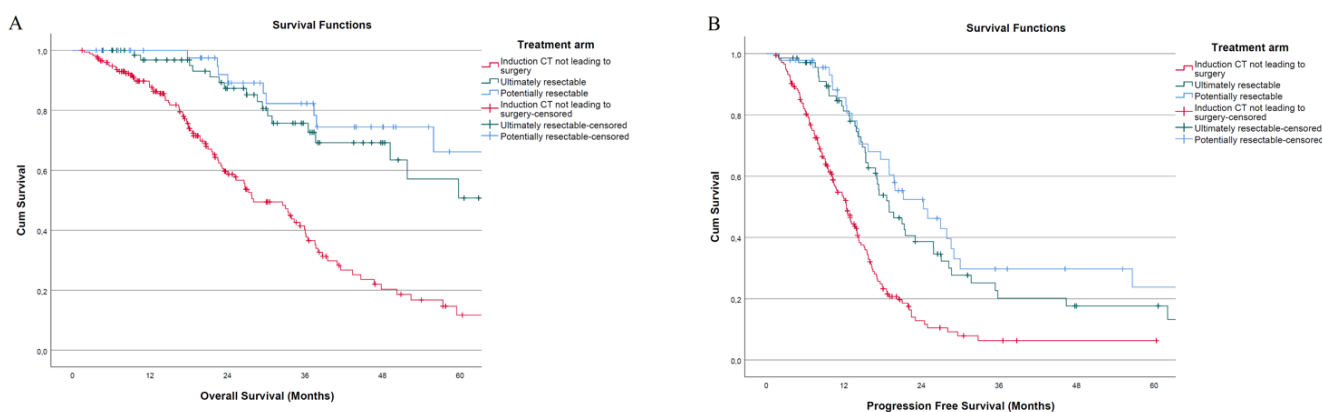 A
Survival Functions
Cum Survival
1,0
0,8
0,6
0,4
0,2
0,0
0
12
24
36
48
60
Overall Survival (Months)
Treatment arm
Induction CT not leading to
surgery
Ultimately resectable
Potentially resectable
Induction CT not leading to
surgery-censored
Ultimately resectable-censored
Potentially resectable-censored
B
Survival Functions
Cum Survival
1,0
0,8
0,6
0,4
0,2
0,0
0
12
24
36
48
60
Progression Free Survival (Months)
Treatment arm
Induction CT not leading to
surgery
Ultimately resectable
Potentially resectable
Induction CT not leading to
surgery-censored
Ultimately resectable-censored
Potentially resectable-censored